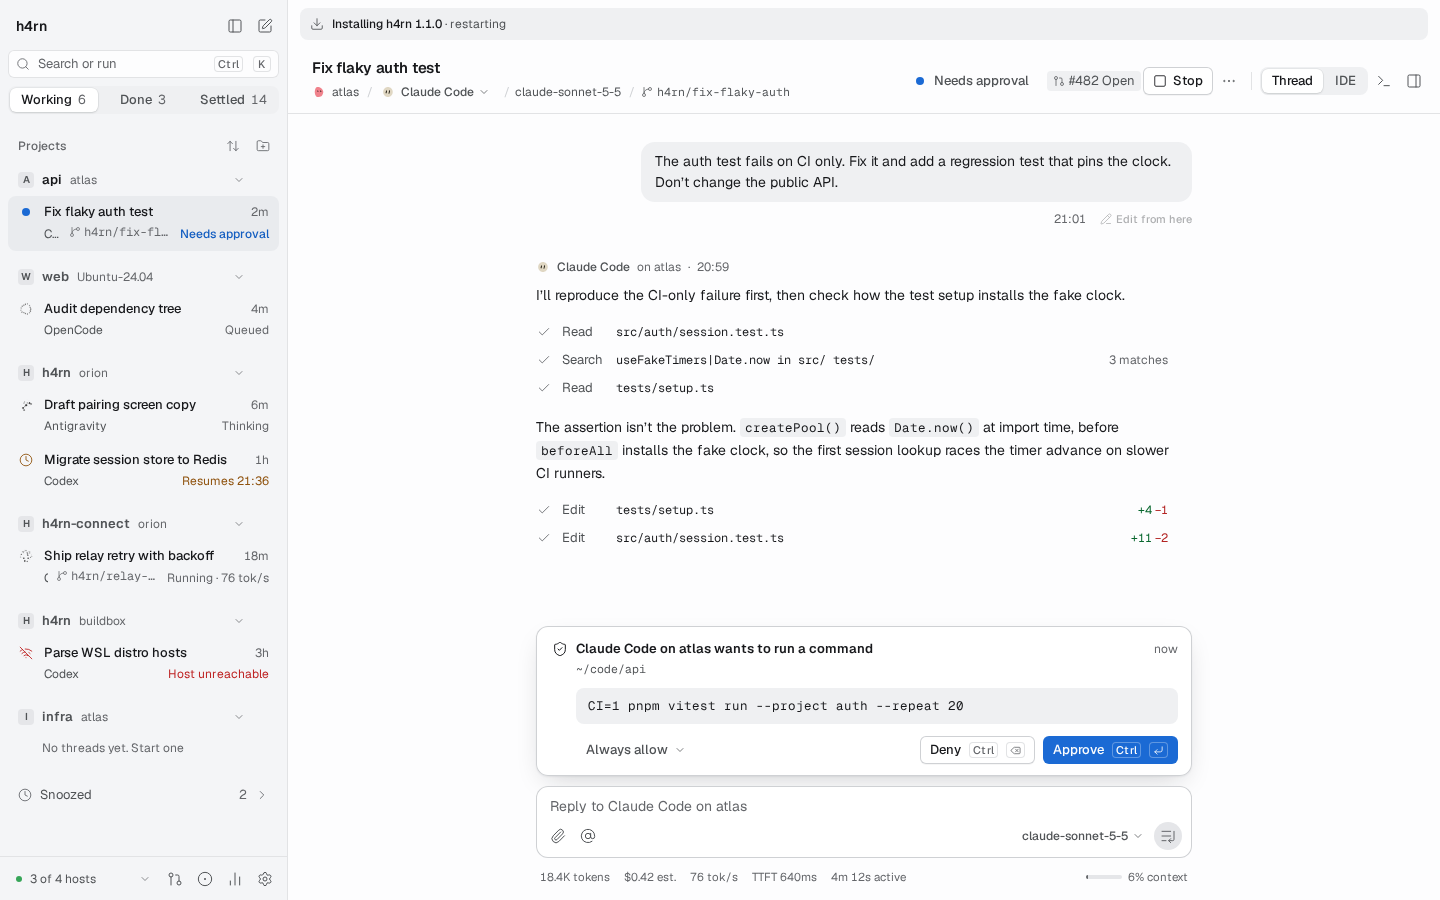 h4rn
Search or run Ctrl K
Working 6 Done 3 Settled 14
Projects
A api atlas
Fix flaky auth test 2m
C… h4rn/fix-fl… Needs approval
W web Ubuntu-24.04
Audit dependency tree 4m
OpenCode Queued
H h4rn orion
Draft pairing screen copy 6m
Antigravity Thinking
Migrate session store to Redis 1h
Codex Resumes 21:36
H h4rn-connect orion
Ship relay retry with backoff 18m
h4rn/relay-… Running · 76 tok/s
H h4rn buildbox
Parse WSL distro hosts 3h
Codex Host unreachable
I infra atlas
No threads yet. Start one
Snoozed 2
3 of 4 hosts
Installing h4rn 1.1.0 · restarting
Fix flaky auth test
atlas / Claude Code / claude-sonnet-5-5 / h4rn/fix-flaky-auth
Needs approval #482 Open Stop Thread IDE
The auth test fails on CI only. Fix it and add a regression test that pins the clock.
Don’t change the public API.
21:01 Edit from here
Claude Code on atlas · 20:59
I’ll reproduce the CI-only failure first, then check how the test setup installs the fake clock.
Read src/auth/session.test.ts
Search useFakeTimers|Date.now in src/ tests/ 3 matches
Read tests/setup.ts
The assertion isn’t the problem. createPool() reads Date.now() at import time, before
beforeAll installs the fake clock, so the first session lookup races the timer advance on slower
CI runners.
Edit tests/setup.ts +4 −1
Edit src/auth/session.test.ts +11 −2
Claude Code on atlas wants to run a command now
~/code/api
CI=1 pnpm vitest run --project auth --repeat 20
Always allow Deny Ctrl Approve Ctrl
Reply to Claude Code on atlas
claude-sonnet-5-5
18.4K tokens $0.42 est. 76 tok/s TTFT 640ms 4m 12s active 6% context